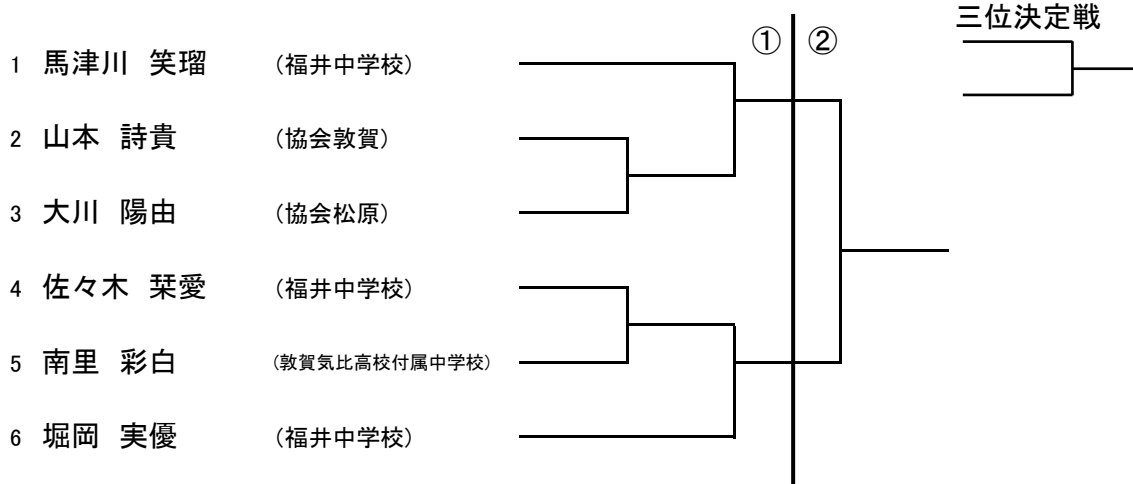 三位決定戦
① ②
1 馬津川 笑瑠 (福井中学校)
2 山本 詩貴 (協会敦賀)
3 大川 陽由 (協会松原)
4 佐々木 栞愛 (福井中学校)
5 南里 彩白 (敦賀気比高校付属中学校)
6 堀岡 実優 (福井中学校)